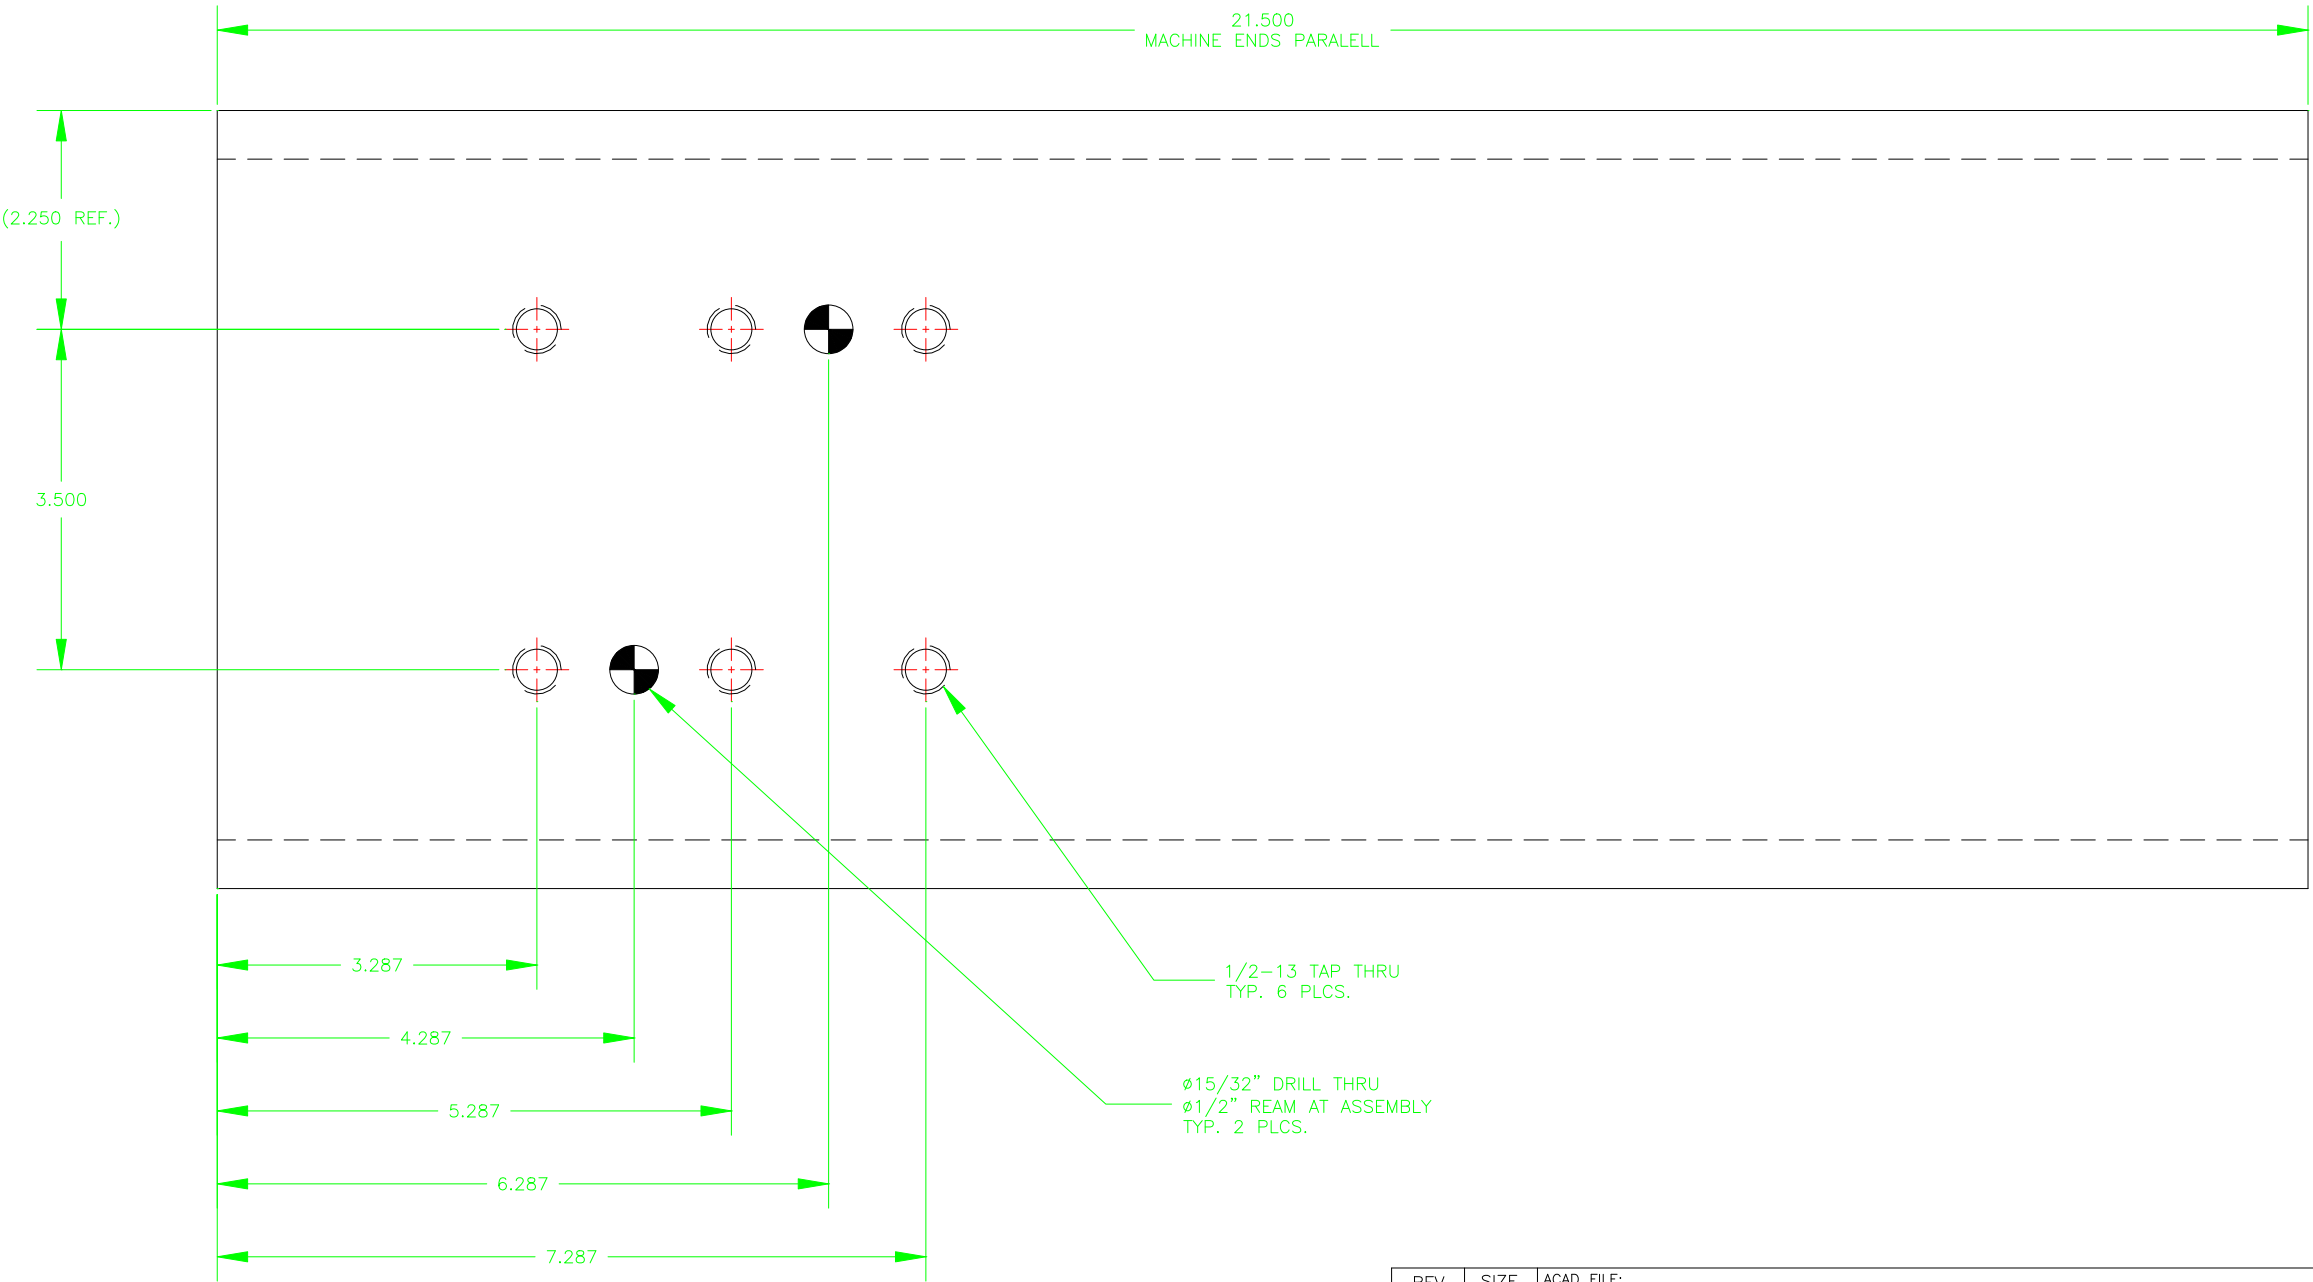 21.500
MACHINE ENDS PARALELL
(2.250 REF.)
3.500
3.287
1/2-13 TAP THRU
TYP. 6 PLCS.
4.287
ø15/32" DRILL THRU
ø1/2" REAM AT ASSEMBLY
TYP. 2 PLCS.
5.287
6.287
7.287
REV SIZE ACAD FILE: